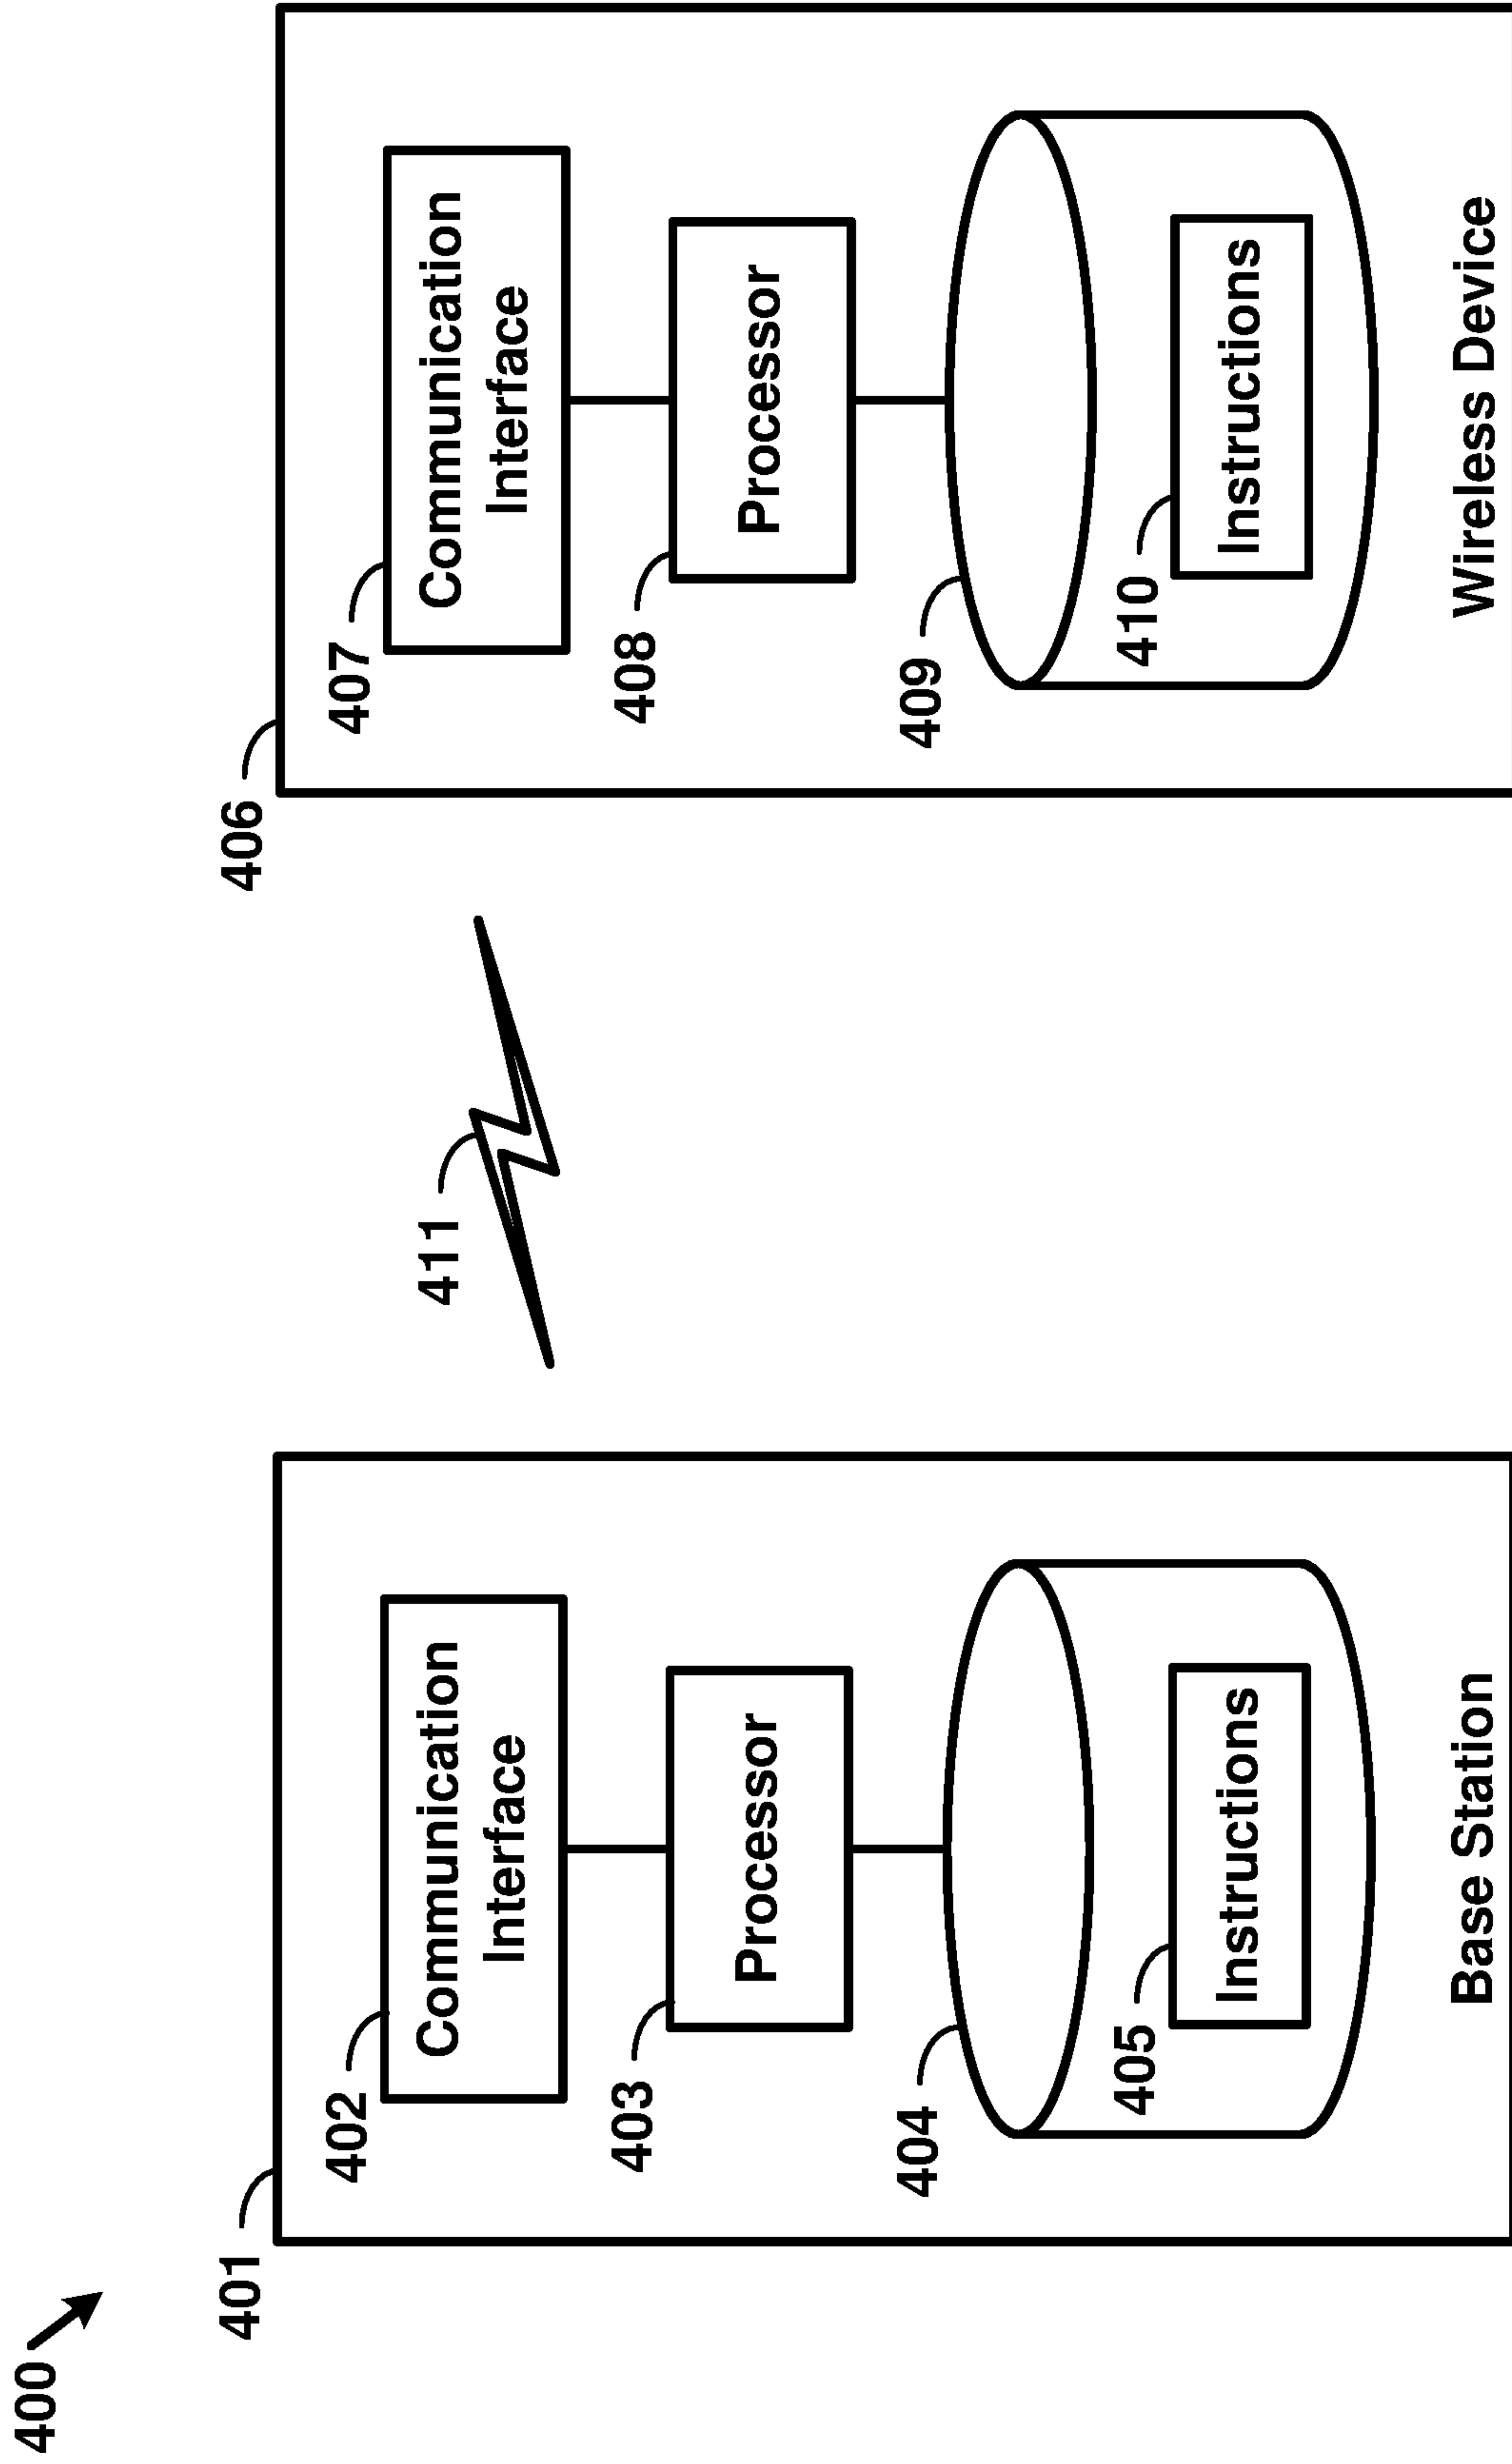 400
401
402
Communication
Interface
403
Processor
404
405
Instructions
Base Station
411
406
407
Communication
Interface
408
Processor
409
410
Instructions
Wireless Device